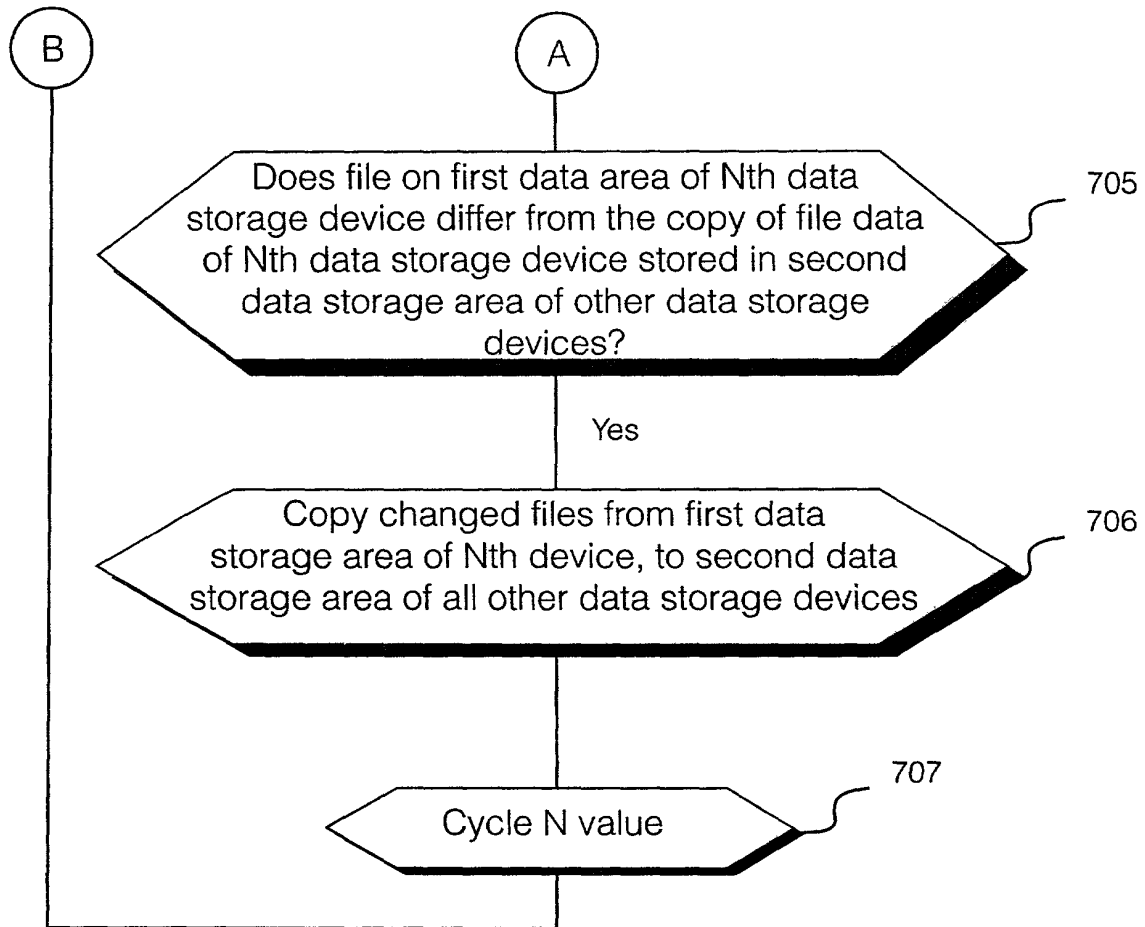 B
A
Does file on first data area of Nth data
storage device differ from the copy of file data
of Nth data storage device stored in second
data storage area of other data storage
devices?
705
Yes
Copy changed files from first data
storage area of Nth device, to second data
storage area of all other data storage devices
706
Cycle N value
707